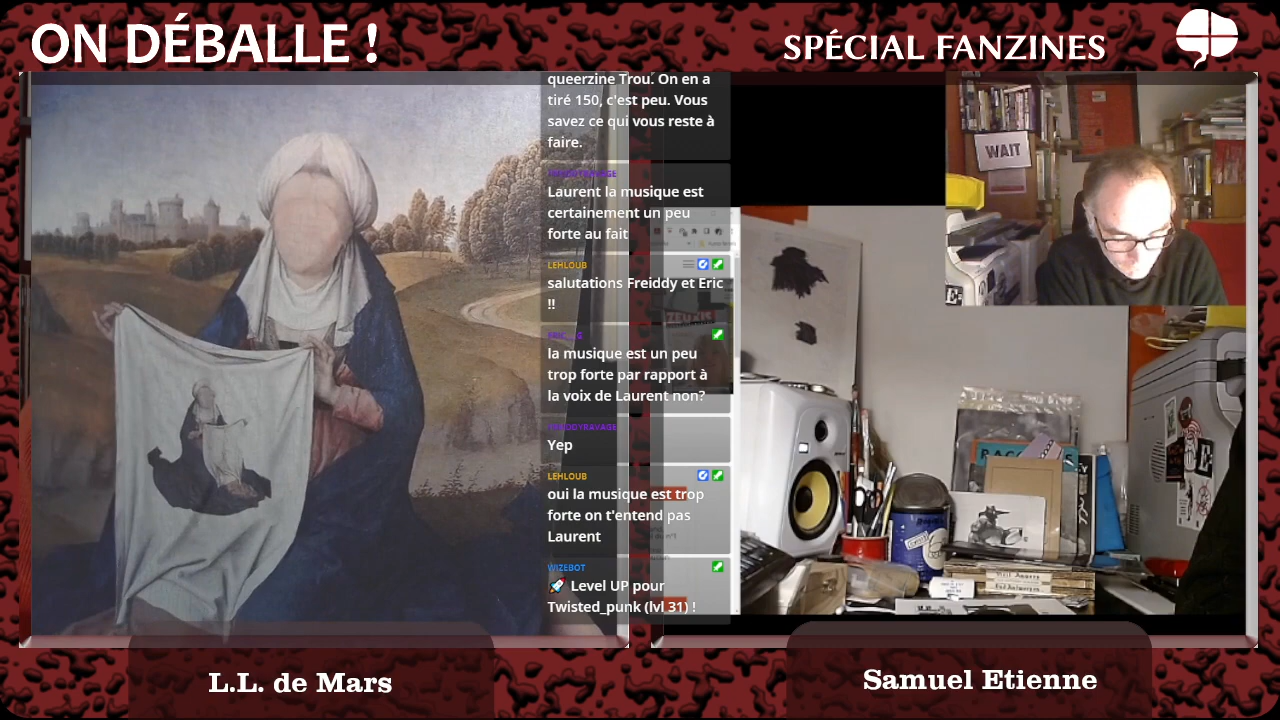 ON DÉBALLE !
SPÉCIAL FANZINES
queerzine Trou. On en a
tiré 150, c'est peu. Vous
savez ce qui vous reste à
faire.
Laurent la musique est
certainement un peu
forte au fait
LEHLOUB
salutations Freiddy et Eric
!!
la musique est un peu
trop forte par rapport à
la voix de Laurent non?
Yep
LEHLOUB
oui la musique est trop
forte on t'entend pas
Laurent
WIZEBOT
🚀 Level UP pour
Twisted_punk (lvl 31) !
WAIT
L.L. de Mars
Samuel Etienne